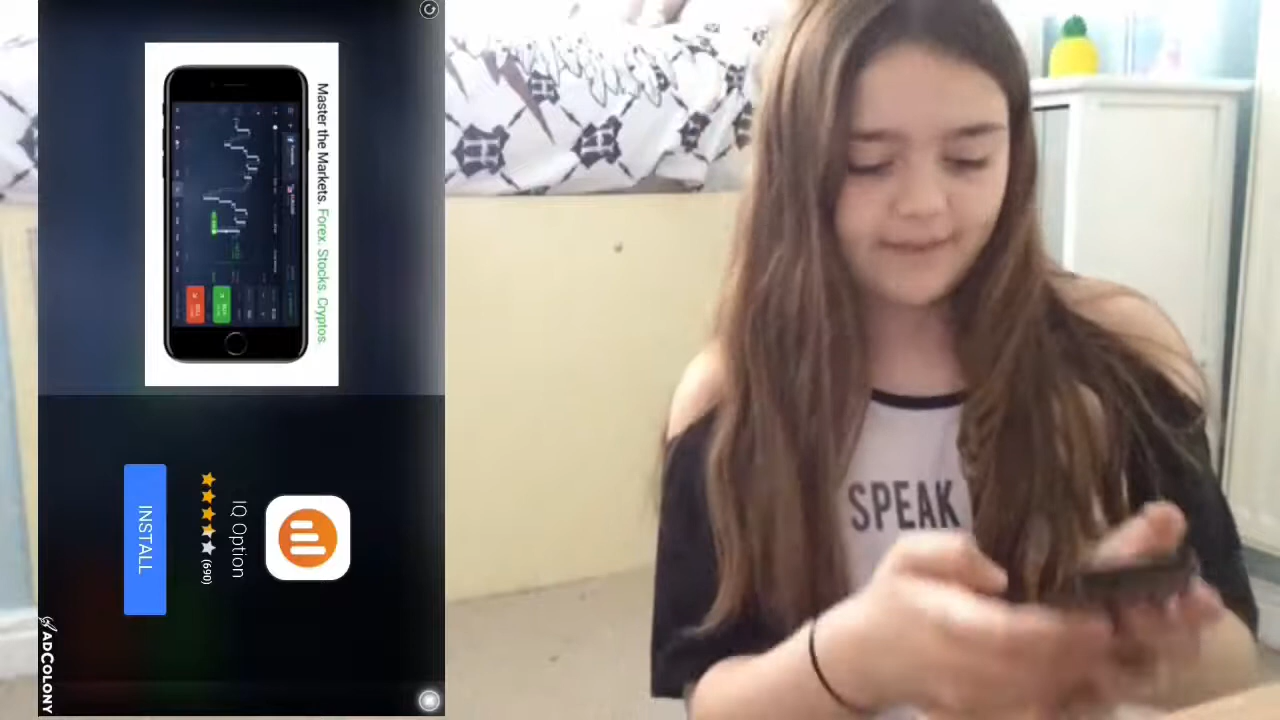 Master the Markets. Forex. Stocks. Cryptos.
IQ Option
(690)
INSTALL
ADCOLONY
SPEAK